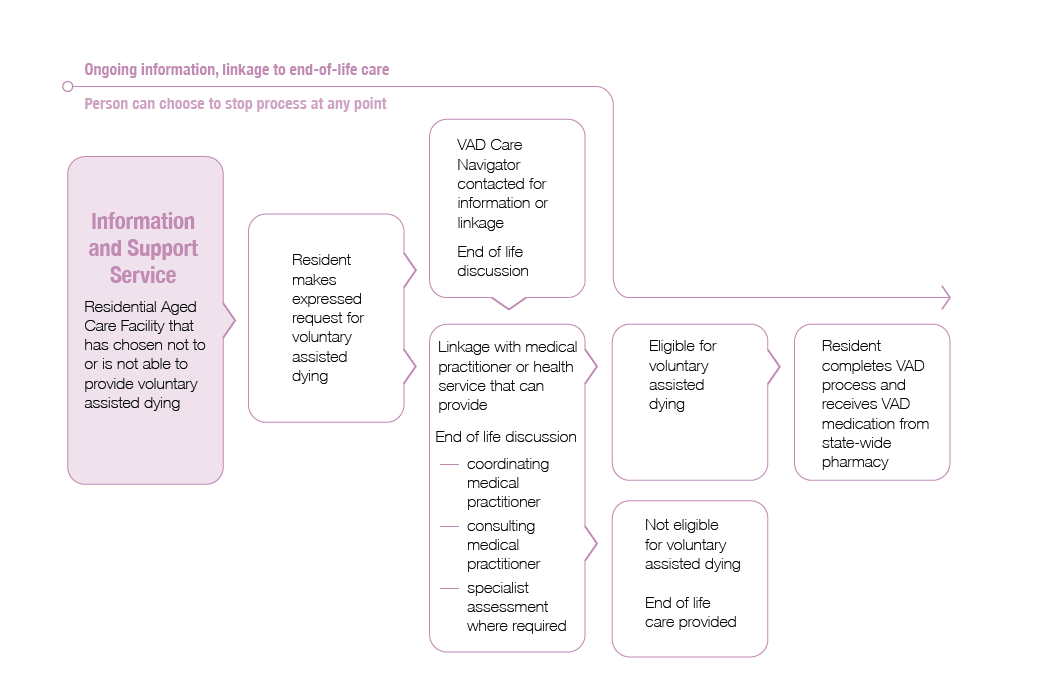 Ongoing information, linkage to end-of-life care
Person can choose to stop process at any point
Information
and Support
Service
Residential Aged
Care Facility that
has chosen not to
or is not able to
provide voluntary
assisted dying
Resident
makes
expressed
request for
voluntary
assisted
dying
VAD Care
Navigator
contacted for
information or
linkage
End of life
discussion
Linkage with medical
practitioner or health
service that can
provide
End of life discussion
— coordinating
medical
practitioner
— consulting
medical
practitioner
— specialist
assessment
where required
Eligible for
voluntary
assisted
dying
Not eligible
for voluntary
assisted dying
End of life
care provided
Resident
completes VAD
process and
receives VAD
medication from
state-wide
pharmacy